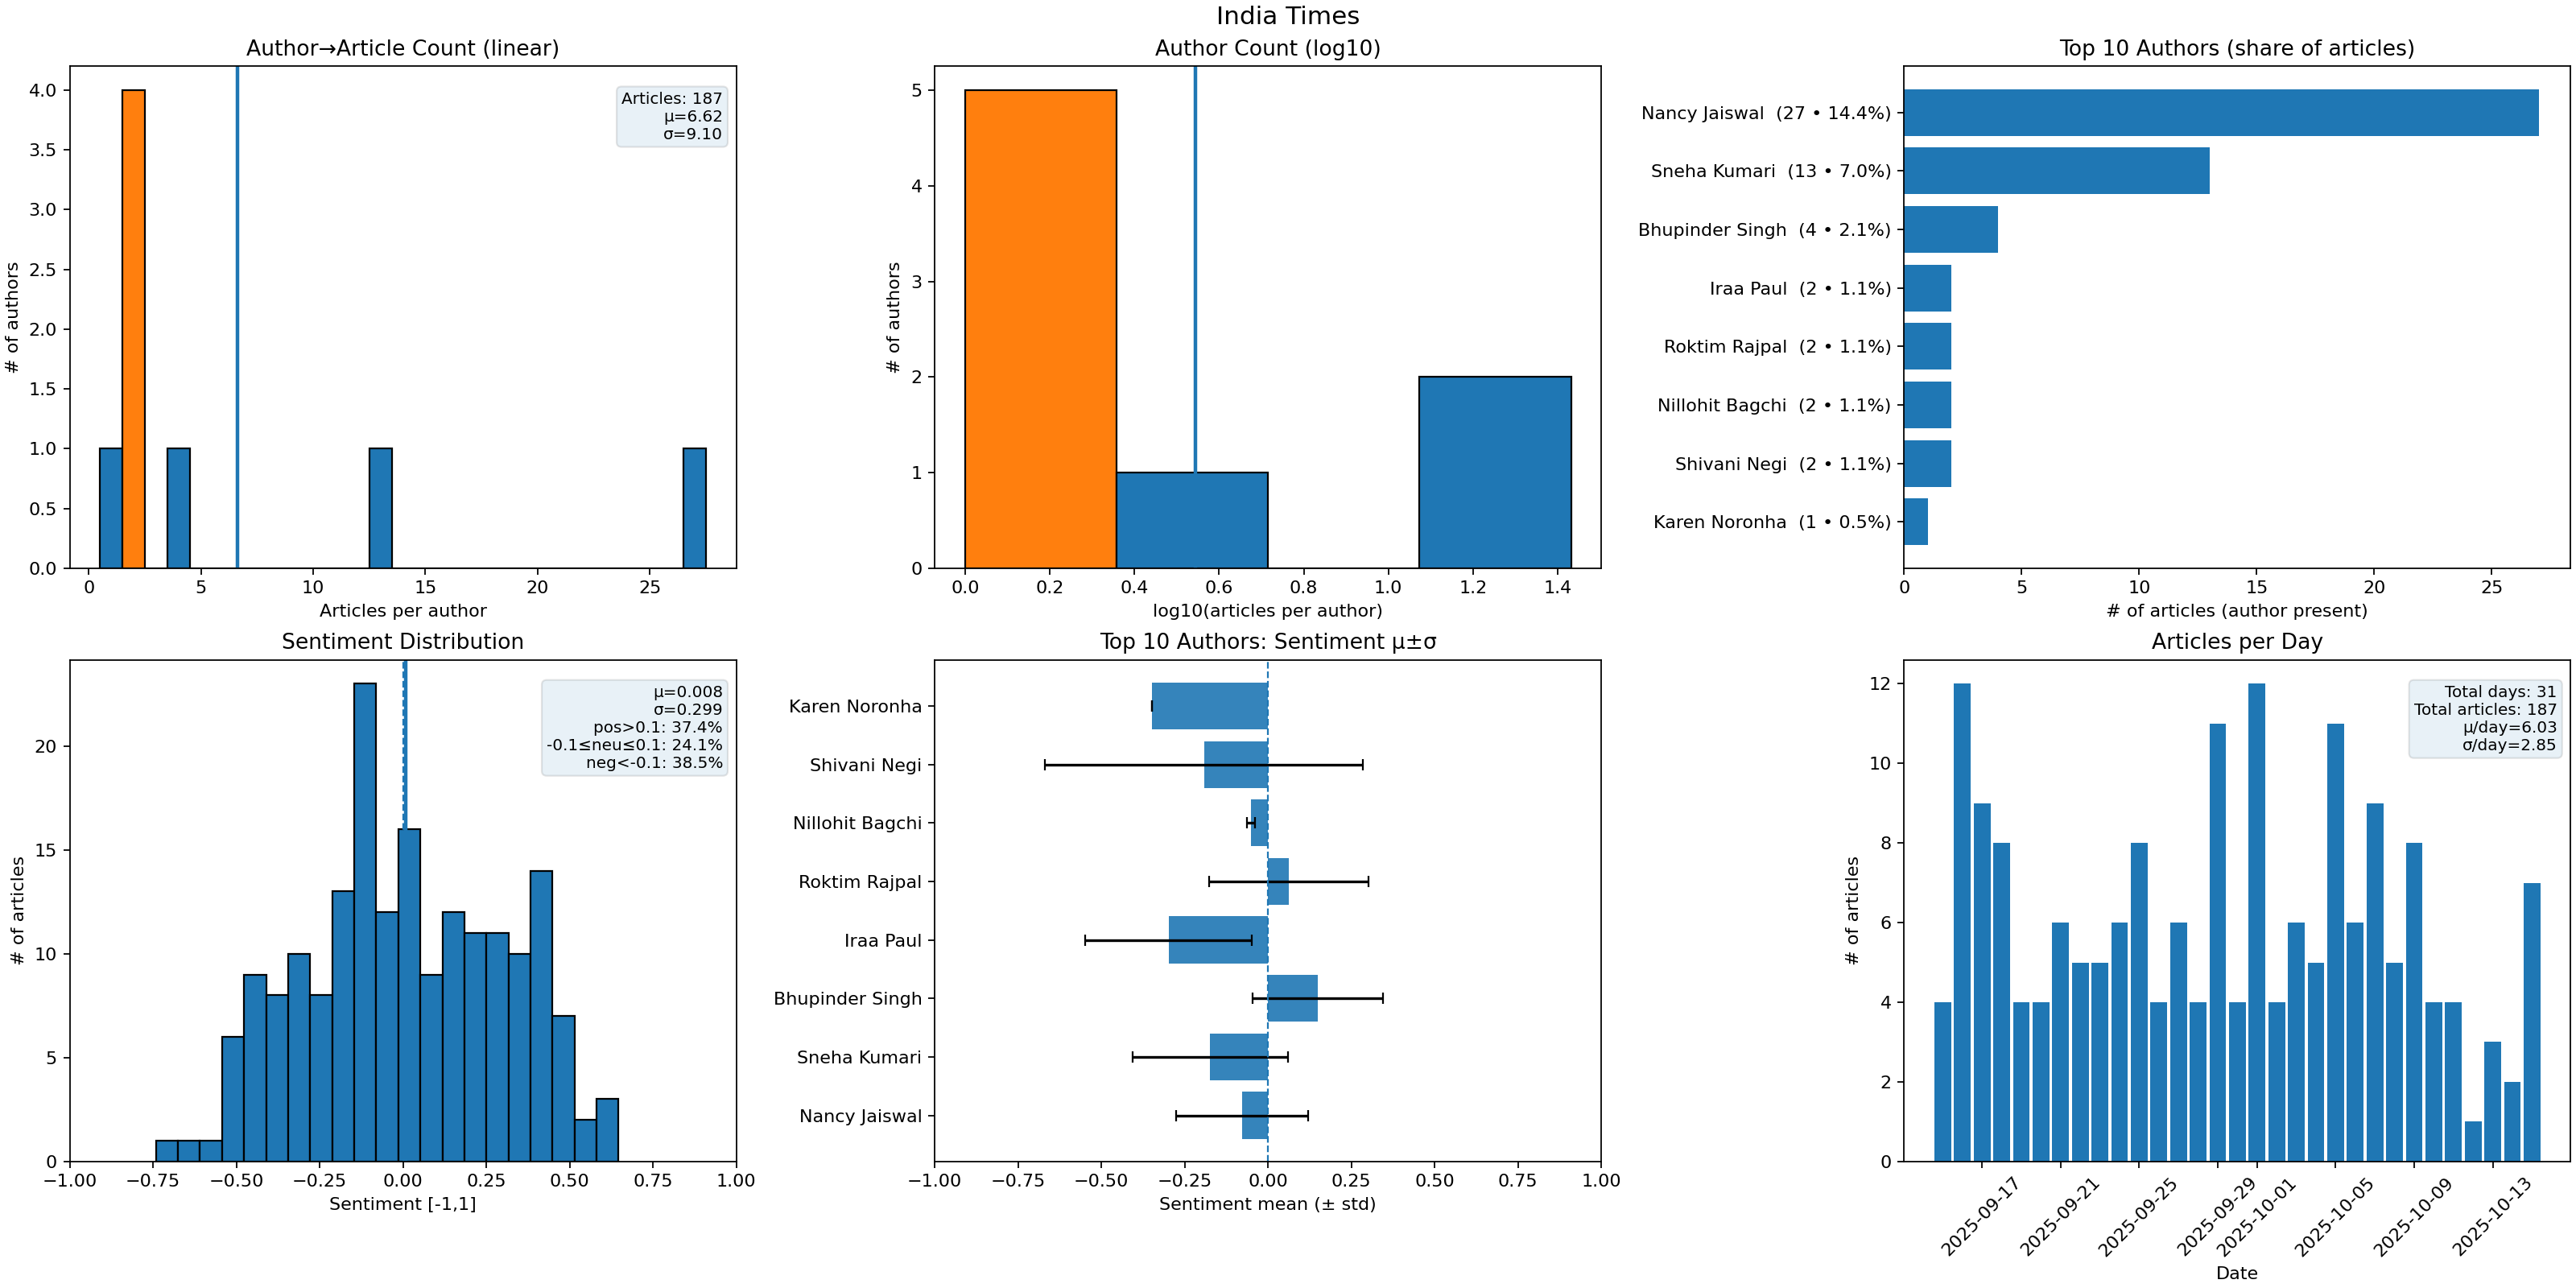 India Times
Author→Article Count (linear)
4.0
3.5
3.0
2.5
2.0
1.5
1.0
0.5
0.0
# of authors
Articles: 187
μ=6.62
σ=9.10
0 5 10 15 20 25
Articles per author
Author Count (log10)
5
4
3
2
1
0
# of authors
0.0 0.2 0.4 0.6 0.8 1.0 1.2 1.4
log10(articles per author)
Top 10 Authors (share of articles)
Nancy Jaiswal (27 • 14.4%)
Sneha Kumari (13 • 7.0%)
Bhupinder Singh (4 • 2.1%)
Iraa Paul (2 • 1.1%)
Roktim Rajpal (2 • 1.1%)
Nillohit Bagchi (2 • 1.1%)
Shivani Negi (2 • 1.1%)
Karen Noronha (1 • 0.5%)
0 5 10 15 20 25
# of articles (author present)
Sentiment Distribution
20
15
10
5
0
# of articles
μ=0.008
σ=0.299
pos>0.1: 37.4%
-0.1≤neu≤0.1: 24.1%
neg<-0.1: 38.5%
−1.00 −0.75 −0.50 −0.25 0.00 0.25 0.50 0.75 1.00
Sentiment [-1,1]
Top 10 Authors: Sentiment μ±σ
Karen Noronha
Shivani Negi
Nillohit Bagchi
Roktim Rajpal
Iraa Paul
Bhupinder Singh
Sneha Kumari
Nancy Jaiswal
−1.00 −0.75 −0.50 −0.25 0.00 0.25 0.50 0.75 1.00
Sentiment mean (± std)
Articles per Day
12
10
8
6
4
2
0
# of articles
Total days: 31
Total articles: 187
μ/day=6.03
σ/day=2.85
2025-09-17
2025-09-21
2025-09-25
2025-09-29
2025-10-01
2025-10-05
2025-10-09
2025-10-13
Date